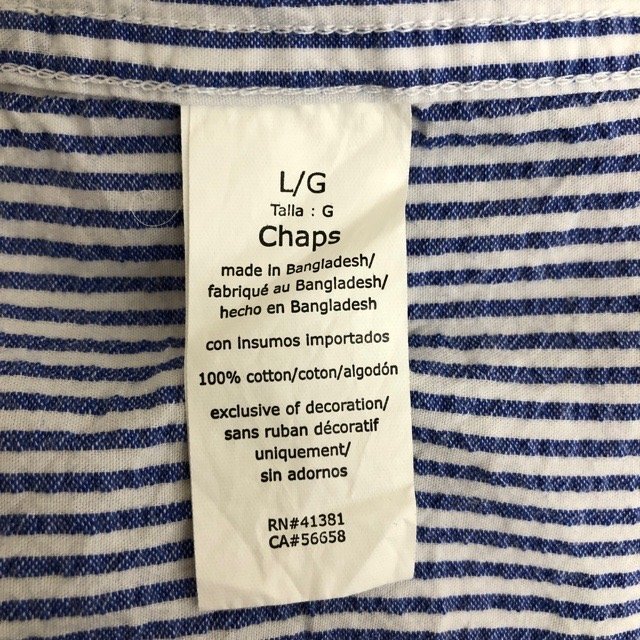 L/G
Talla : G
Chaps
made in Bangladesh/
fabriqué au Bangladesh/
hecho en Bangladesh
con insumos importados
100% cotton/coton/algodón
exclusive of decoration/
sans ruban décoratif
uniquement/
sin adornos
RN#41381
CA#56658